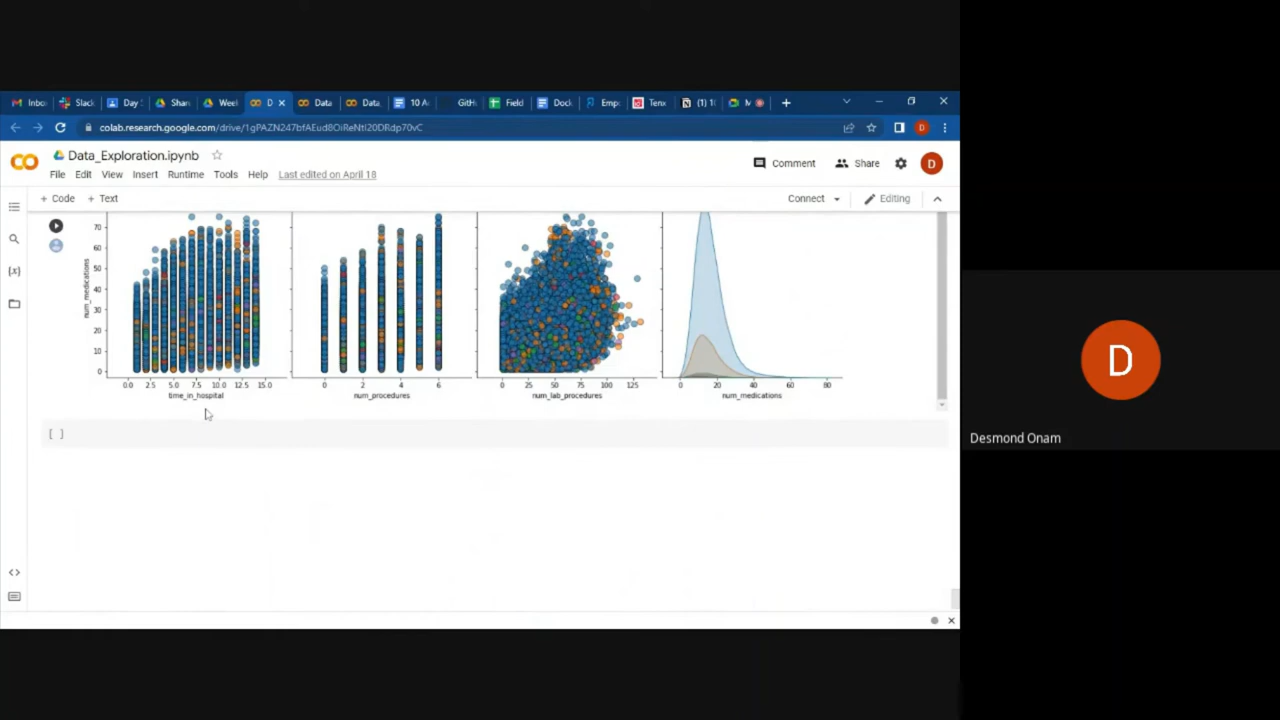 Inbo
Slack
Day
Shar
Week
D
Data
Data
10 A
GitH
Field
Dock
Emp
Tenx
(1) 1
M
colab.research.google.com/drive/1gPAZN247bfAEud8OiReNtI20DRdp70vC
D
Data_Exploration.ipynb
Comment
Share
D
File Edit View Insert Runtime Tools Help Last edited on April 18
+ Code + Text
Connect
Editing
{x}
num_medications
70
60
50
40
30
20
10
0
0.0 2.5 5.0 7.5 10.0 12.5 15.0
time_in_hospital
0 2 4 6
num_procedures
0 25 50 75 100 125
num_lab_procedures
0 20 40 60 80
num_medications
[ ]
D
Desmond Onam